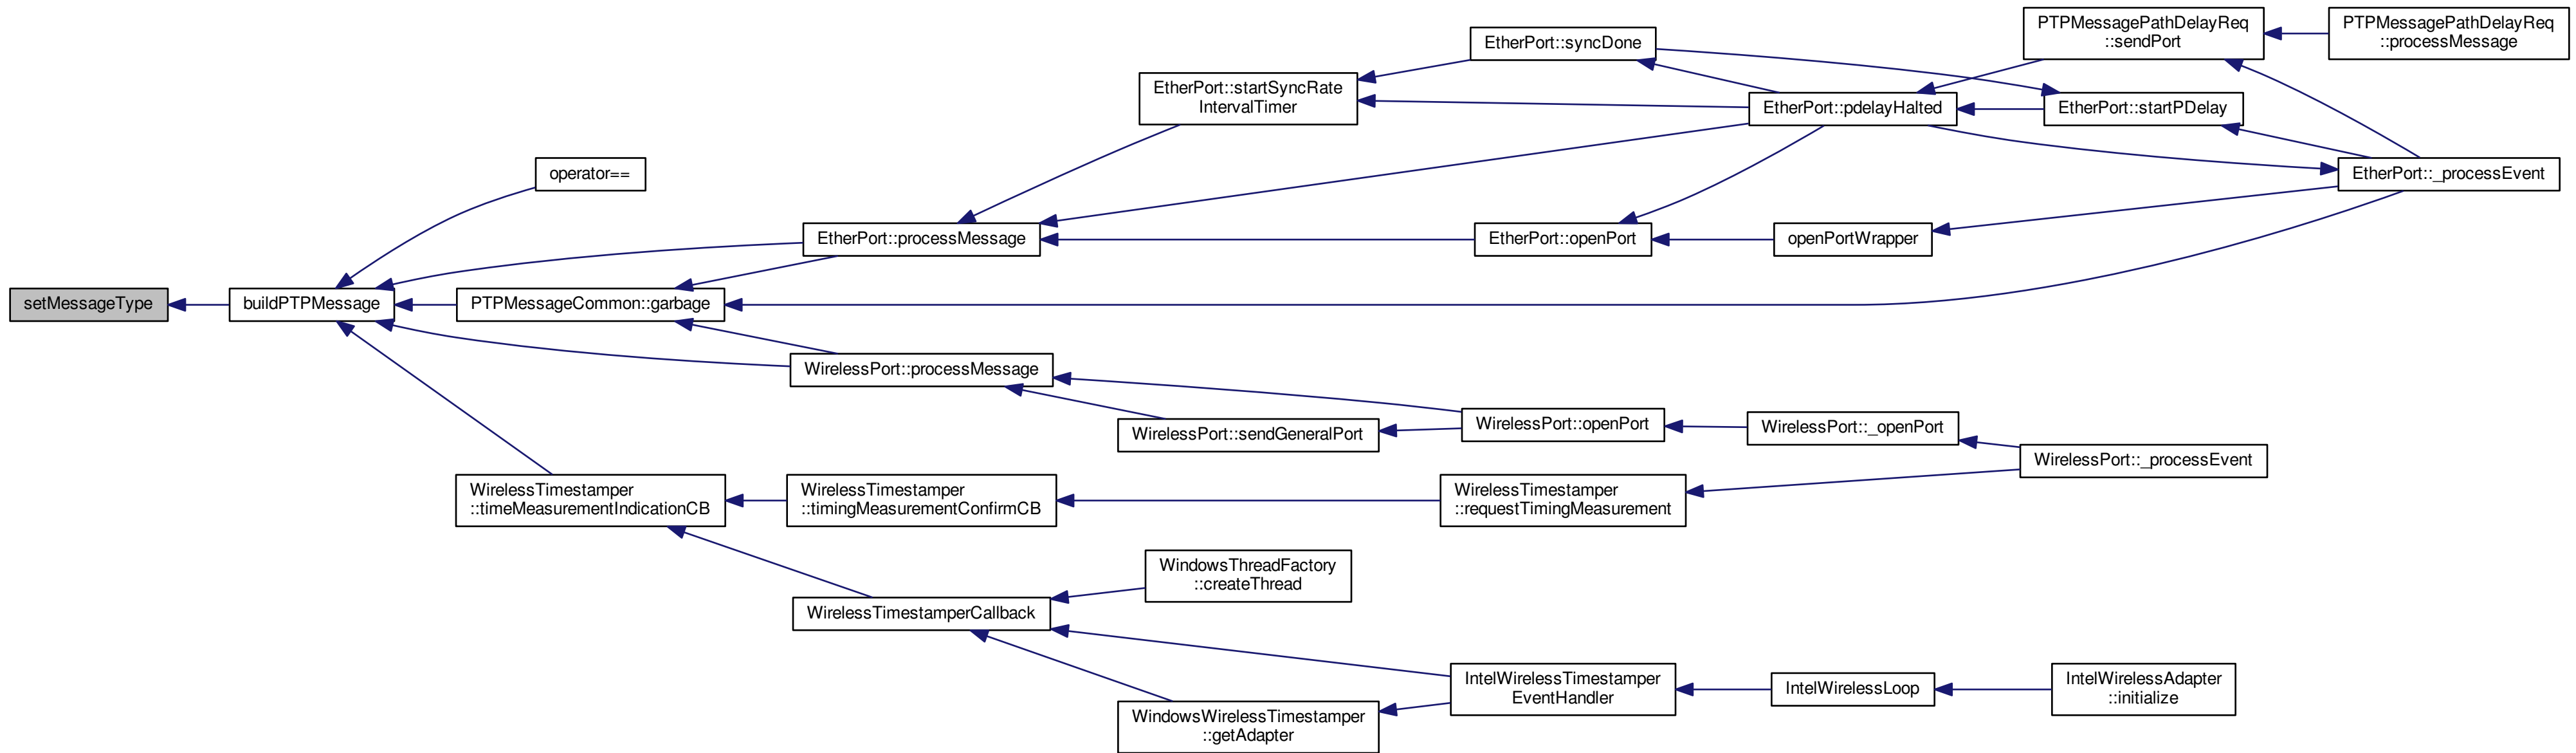 setMessageType
buildPTPMessage
operator==
EtherPort::processMessage
PTPMessageCommon::garbage
WirelessPort::processMessage
WirelessTimestamper
::timeMeasurementIndicationCB
EtherPort::startSyncRate
IntervalTimer
EtherPort::syncDone
EtherPort::pdelayHalted
PTPMessagePathDelayReq
::sendPort
PTPMessagePathDelayReq
::processMessage
EtherPort::startPDelay
EtherPort::_processEvent
EtherPort::openPort
openPortWrapper
WirelessPort::sendGeneralPort
WirelessPort::openPort
WirelessPort::_openPort
WirelessPort::_processEvent
WirelessTimestamper
::timingMeasurementConfirmCB
WirelessTimestamper
::requestTimingMeasurement
WirelessTimestamperCallback
WindowsThreadFactory
::createThread
IntelWirelessTimestamper
EventHandler
IntelWirelessLoop
IntelWirelessAdapter
::initialize
WindowsWirelessTimestamper
::getAdapter